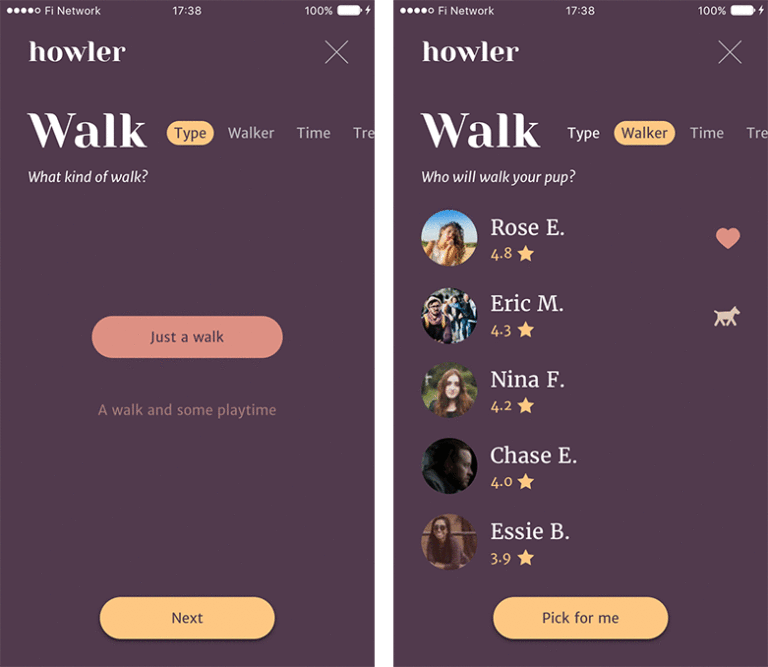 Fi Network 17:38 100%
howler
Walk Type Walker Time Tre
What kind of walk?
Just a walk
A walk and some playtime
Next
Fi Network 17:38 100%
howler
Walk Type Walker Time Tre
Who will walk your pup?
Rose E.
4.8
Eric M.
4.3
Nina F.
4.2
Chase E.
4.0
Essie B.
3.9
Pick for me